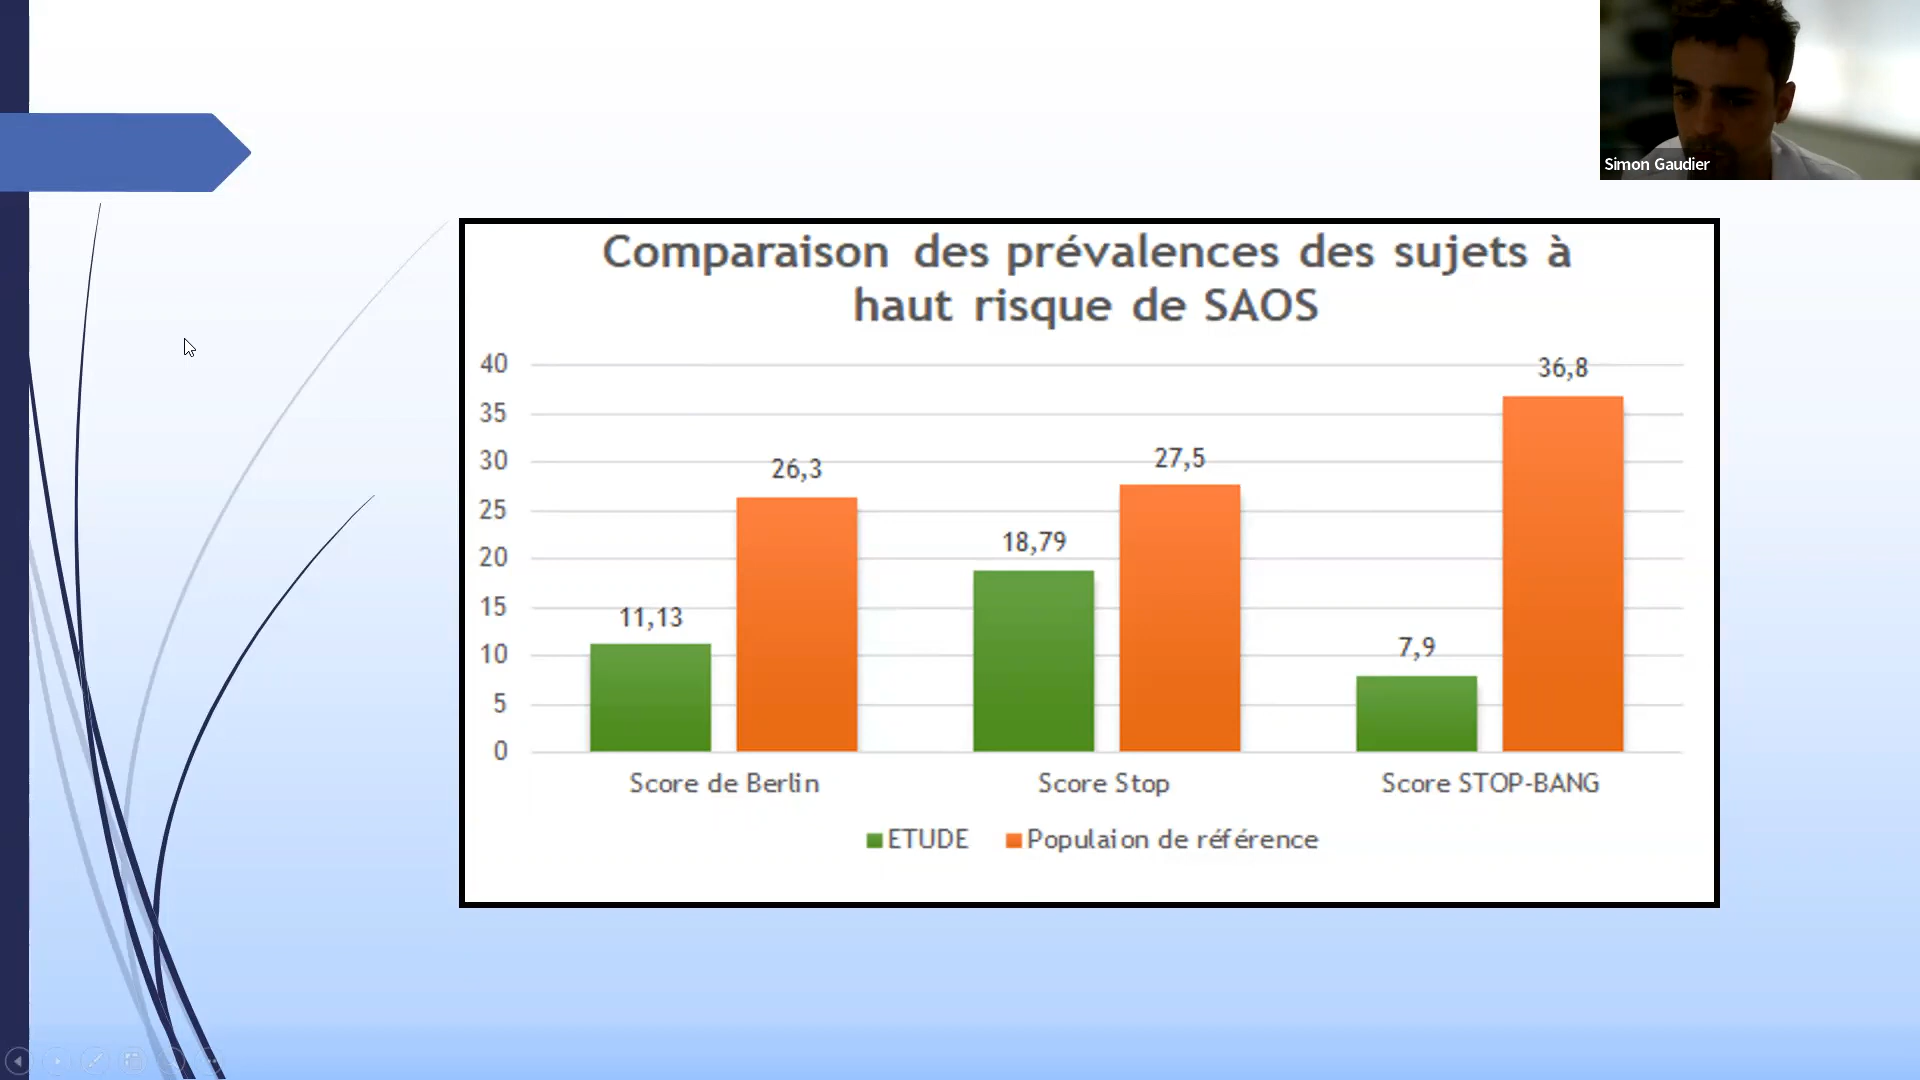 Simon Gaudier
Comparaison des prévalences des sujets à
haut risque de SAOS
40
35
30
25
20
15
10
5
0
11,13
26,3
18,79
27,5
7,9
36,8
Score de Berlin
Score Stop
Score STOP-BANG
ETUDE
Populaion de référence